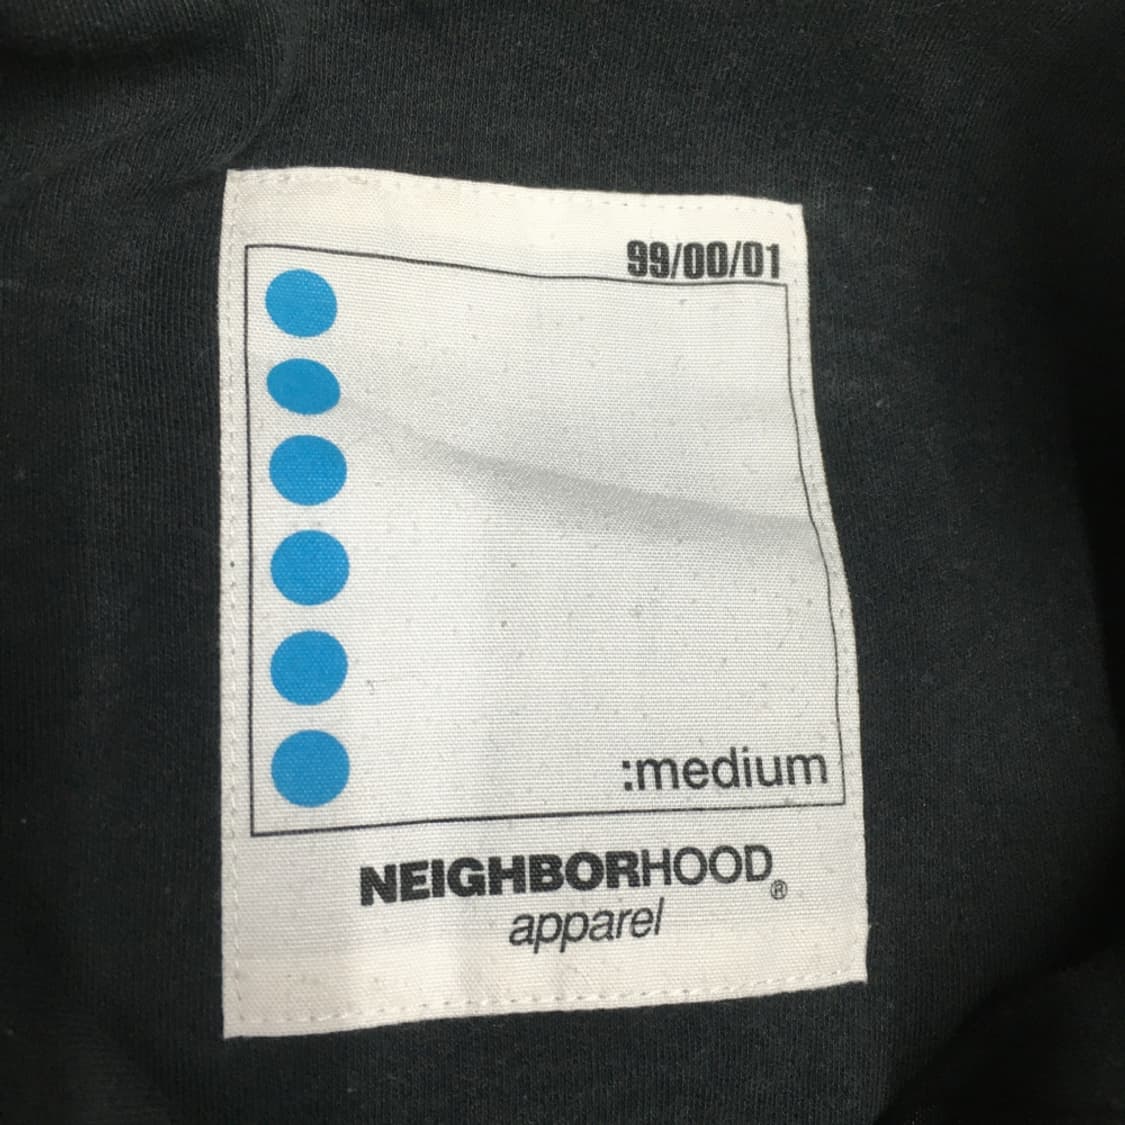 99/00/01
:medium
NEIGHBORHOOD®
apparel